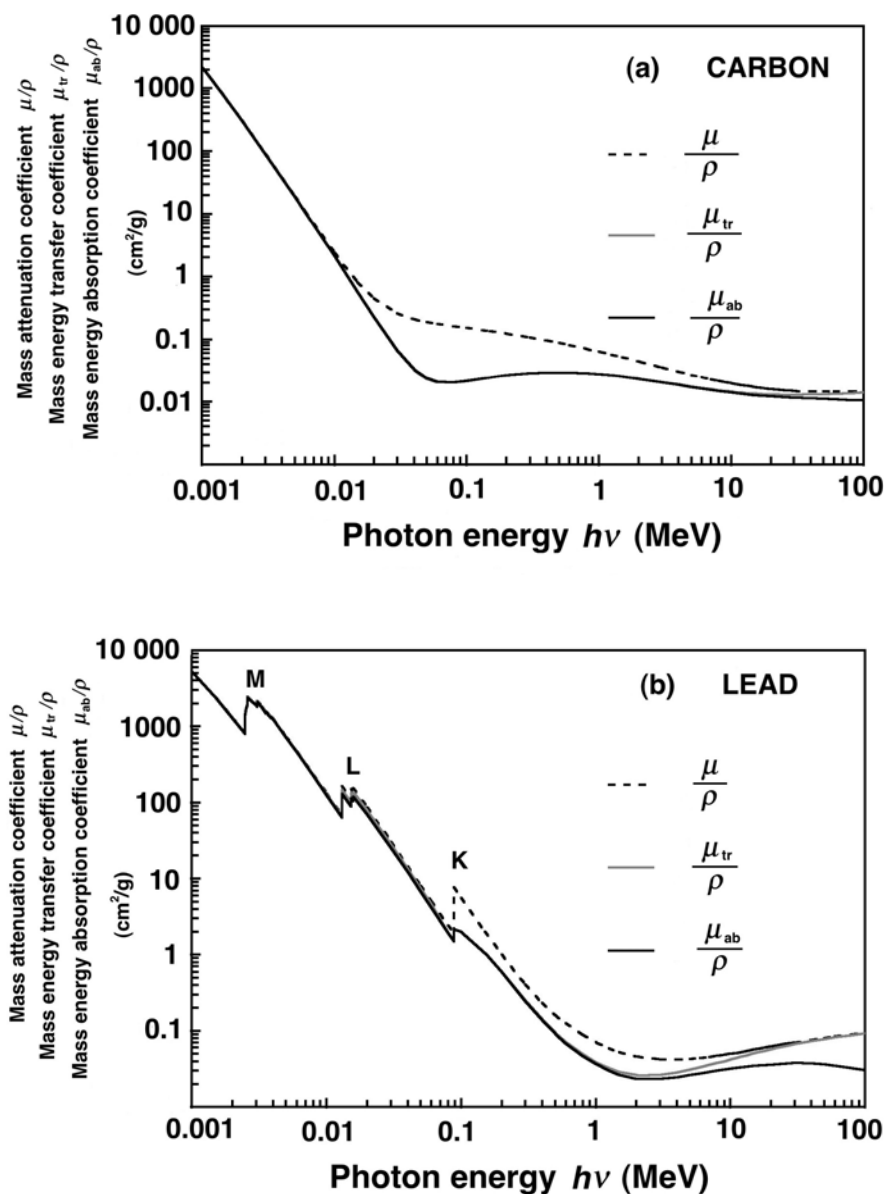 Mass attenuation coefficient μ/ρ
Mass energy transfer coefficient μtr/ρ
Mass energy absorption coefficient μab/ρ
(cm²/g)
10 000
1000
100
10
1
0.1
0.01
(a) CARBON
μ/ρ
μtr/ρ
μab/ρ
0.001 0.01 0.1 1 10 100
Photon energy hν (MeV)
Mass attenuation coefficient μ/ρ
Mass energy transfer coefficient μtr/ρ
Mass energy absorption coefficient μab/ρ
(cm²/g)
10 000
1000
100
10
1
0.1
M
L
K
(b) LEAD
μ/ρ
μtr/ρ
μab/ρ
0.001 0.01 0.1 1 10 100
Photon energy hν (MeV)